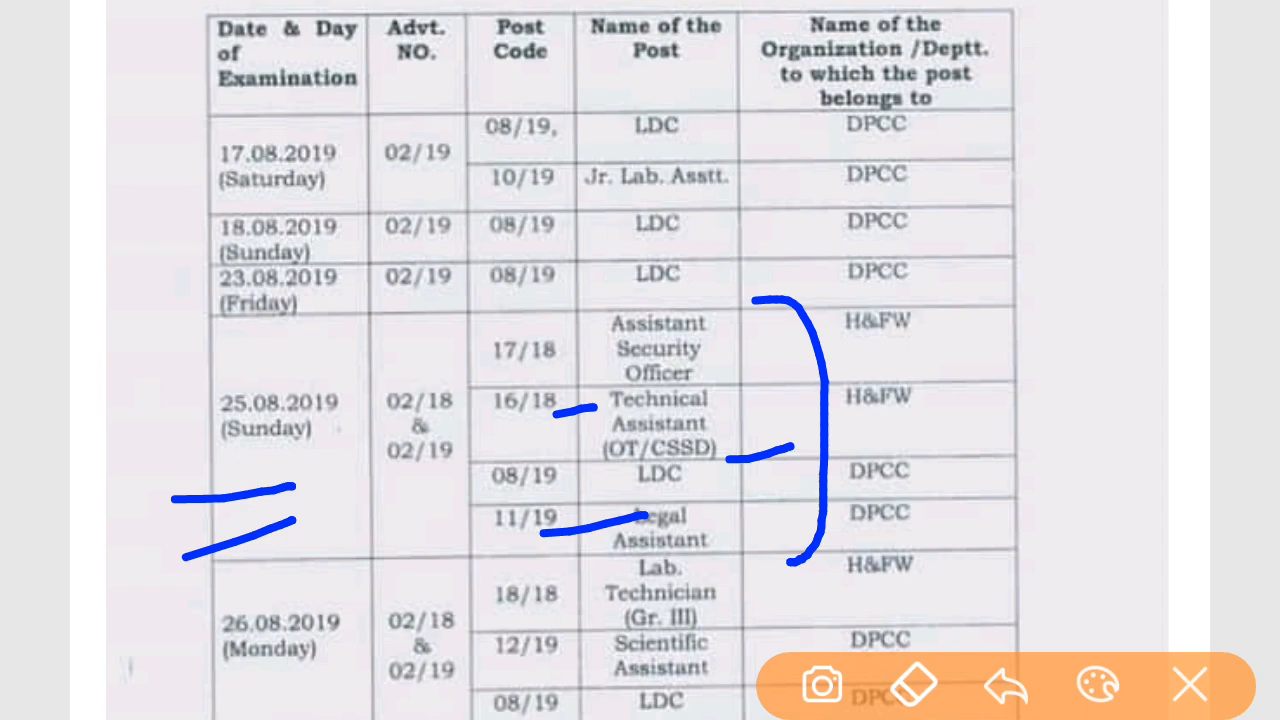 Date & Day of Examination
Advt. NO.
Post Code
Name of the Post
Name of the Organization /Deptt. to which the post belongs to
17.08.2019 (Saturday)
02/19
08/19,
LDC
DPCC
10/19
Jr. Lab. Asstt.
DPCC
18.08.2019 (Sunday)
02/19
08/19
LDC
DPCC
23.08.2019 (Friday)
02/19
08/19
LDC
DPCC
25.08.2019 (Sunday)
02/18 & 02/19
17/18
Assistant Security Officer
H&FW
16/18
Technical Assistant (OT/CSSD)
H&FW
08/19
LDC
DPCC
11/19
Legal Assistant
DPCC
26.08.2019 (Monday)
02/18 & 02/19
18/18
Lab. Technician (Gr. III)
H&FW
12/19
Scientific Assistant
DPCC
08/19
LDC
DPCC